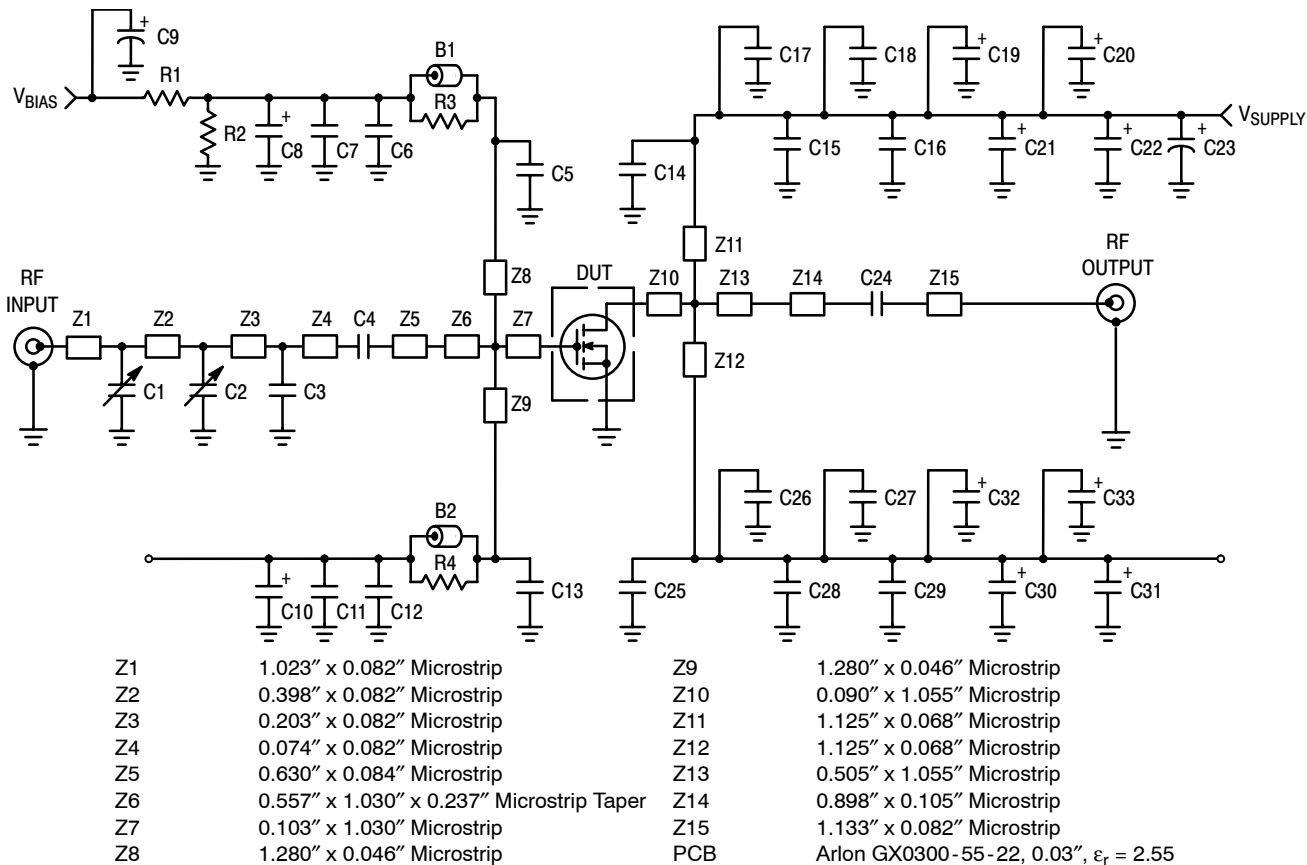 C9
B1
C17
C18
C19
C20
R1
V_BIAS
R3
V_SUPPLY
R2
C8
C7
C6
C5
C14
C15
C16
C21
C22
C23
Z11
RF INPUT
Z8
DUT
Z10
Z13
Z14
C24
Z15
RF OUTPUT
Z1
Z2
Z3
Z4
C4
Z5
Z6
Z7
Z12
C1
C2
C3
Z9
C26
C27
C32
C33
B2
R4
C10
C11
C12
C13
C25
C28
C29
C30
C31
Z1 1.023″ x 0.082″ Microstrip
Z2 0.398″ x 0.082″ Microstrip
Z3 0.203″ x 0.082″ Microstrip
Z4 0.074″ x 0.082″ Microstrip
Z5 0.630″ x 0.084″ Microstrip
Z6 0.557″ x 1.030″ x 0.237″ Microstrip Taper
Z7 0.103″ x 1.030″ Microstrip
Z8 1.280″ x 0.046″ Microstrip
Z9 1.280″ x 0.046″ Microstrip
Z10 0.090″ x 1.055″ Microstrip
Z11 1.125″ x 0.068″ Microstrip
Z12 1.125″ x 0.068″ Microstrip
Z13 0.505″ x 1.055″ Microstrip
Z14 0.898″ x 0.105″ Microstrip
Z15 1.133″ x 0.082″ Microstrip
PCB Arlon GX0300-55-22, 0.03″, εr = 2.55